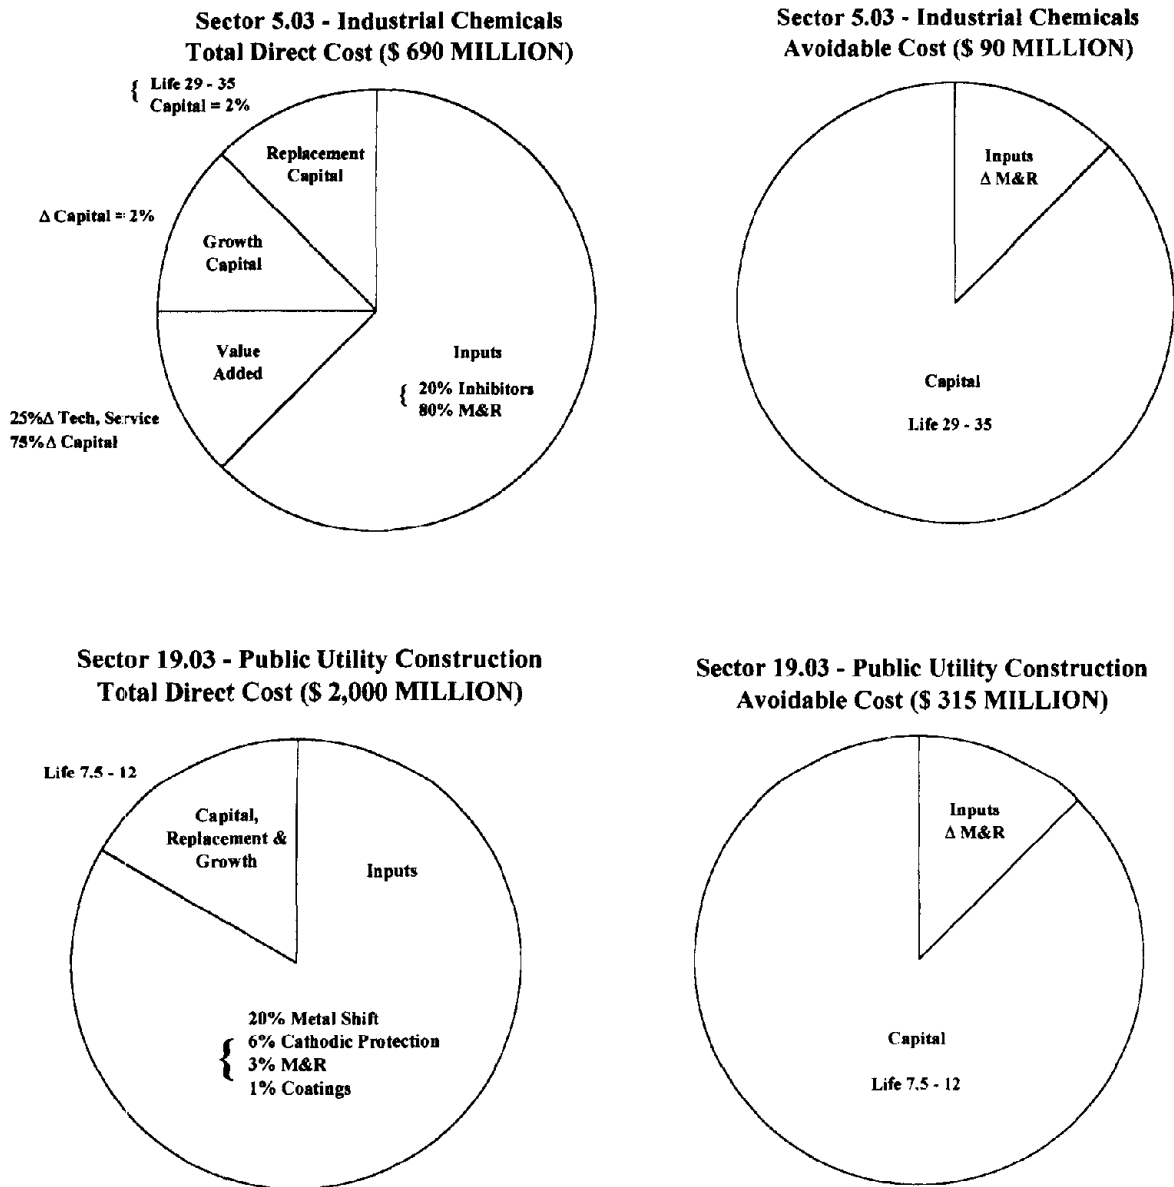 Sector 5.03 - Industrial Chemicals
Total Direct Cost ($ 690 MILLION)
{ Life 29 - 35
Capital = 2%
Replacement
Capital
Δ Capital = 2%
Growth
Capital
Value
Added
25%Δ Tech, Service
75%Δ Capital
Inputs
{ 20% Inhibitors
80% M&R
Sector 5.03 - Industrial Chemicals
Avoidable Cost ($ 90 MILLION)
Inputs
Δ M&R
Capital
Life 29 - 35
Sector 19.03 - Public Utility Construction
Total Direct Cost ($ 2,000 MILLION)
Life 7.5 - 12
Capital,
Replacement &
Growth
Inputs
20% Metal Shift
{ 6% Cathodic Protection
3% M&R
1% Coatings
Sector 19.03 - Public Utility Construction
Avoidable Cost ($ 315 MILLION)
Inputs
Δ M&R
Capital
Life 7.5 - 12